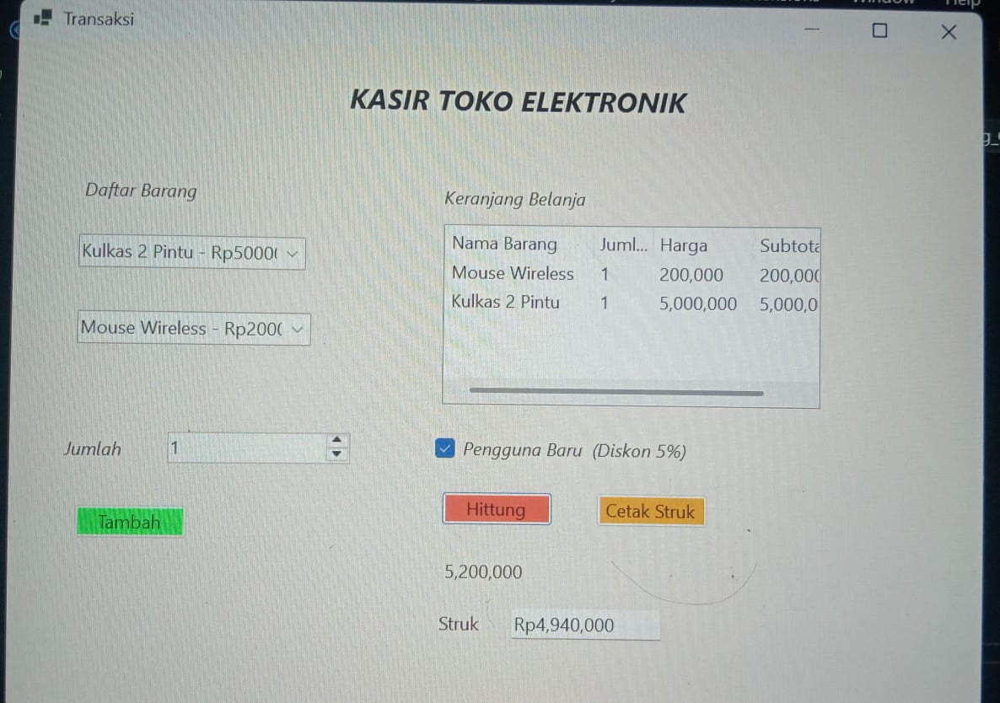 Transaksi
Help
KASIR TOKO ELEKTRONIK
Daftar Barang
Kulkas 2 Pintu - Rp5000
Mouse Wireless - Rp200
Jumlah 1
Tambah
Keranjang Belanja
Nama Barang Juml... Harga Subtota
Mouse Wireless 1 200,000 200,00
Kulkas 2 Pintu 1 5,000,000 5,000,0
Pengguna Baru (Diskon 5%)
Hittung Cetak Struk
5,200,000
Struk Rp4,940,000